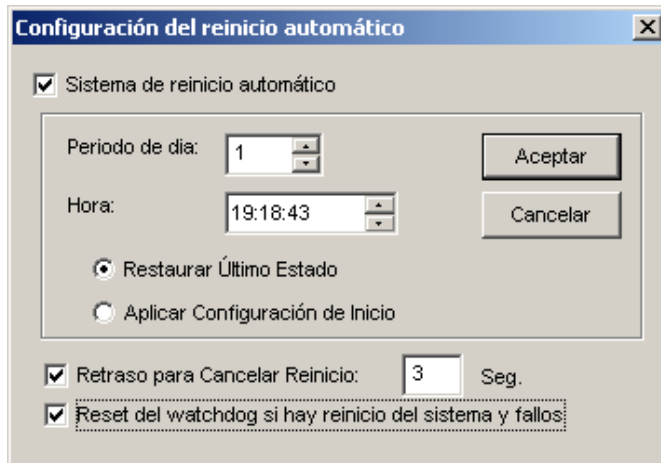 Configuración del reinicio automático
Sistema de reinicio automático
Periodo de dia: 1
Aceptar
Hora: 19:18:43
Cancelar
Restaurar Último Estado
Aplicar Configuración de Inicio
Retraso para Cancelar Reinicio: 3 Seg.
Reset del watchdog si hay reinicio del sistema y fallos